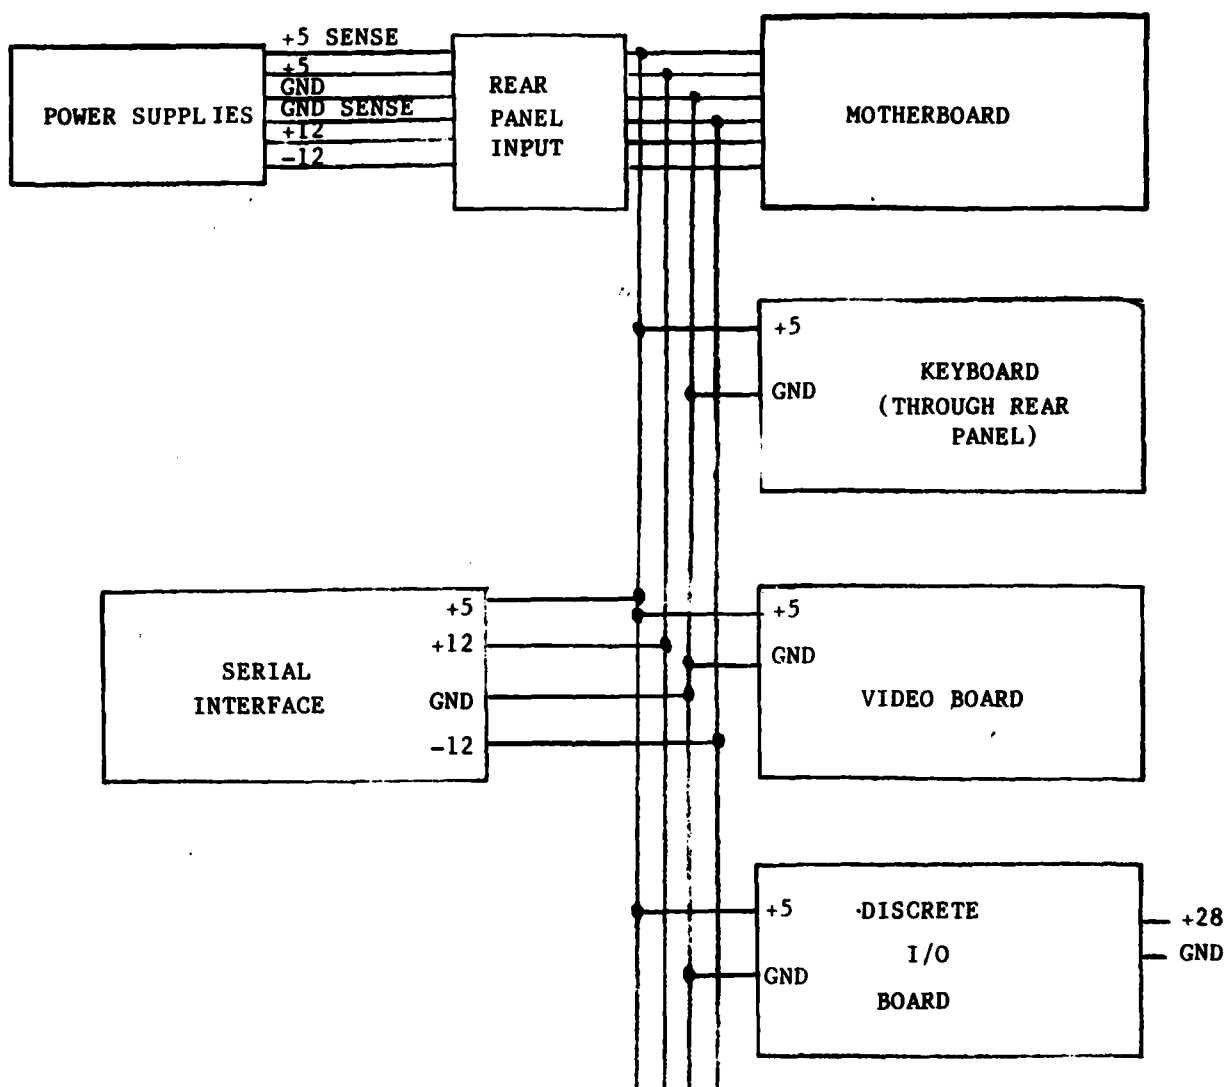 +5 SENSE
+5
GND
GND SENSE
+12
-12
POWER SUPPLIES
REAR
PANEL
INPUT
MOTHERBOARD
+5
GND
KEYBOARD
(THROUGH REAR
PANEL)
+5
+12
GND
-12
SERIAL
INTERFACE
+5
GND
VIDEO BOARD
+5
GND
DISCRETE
I/O
BOARD
+28
GND